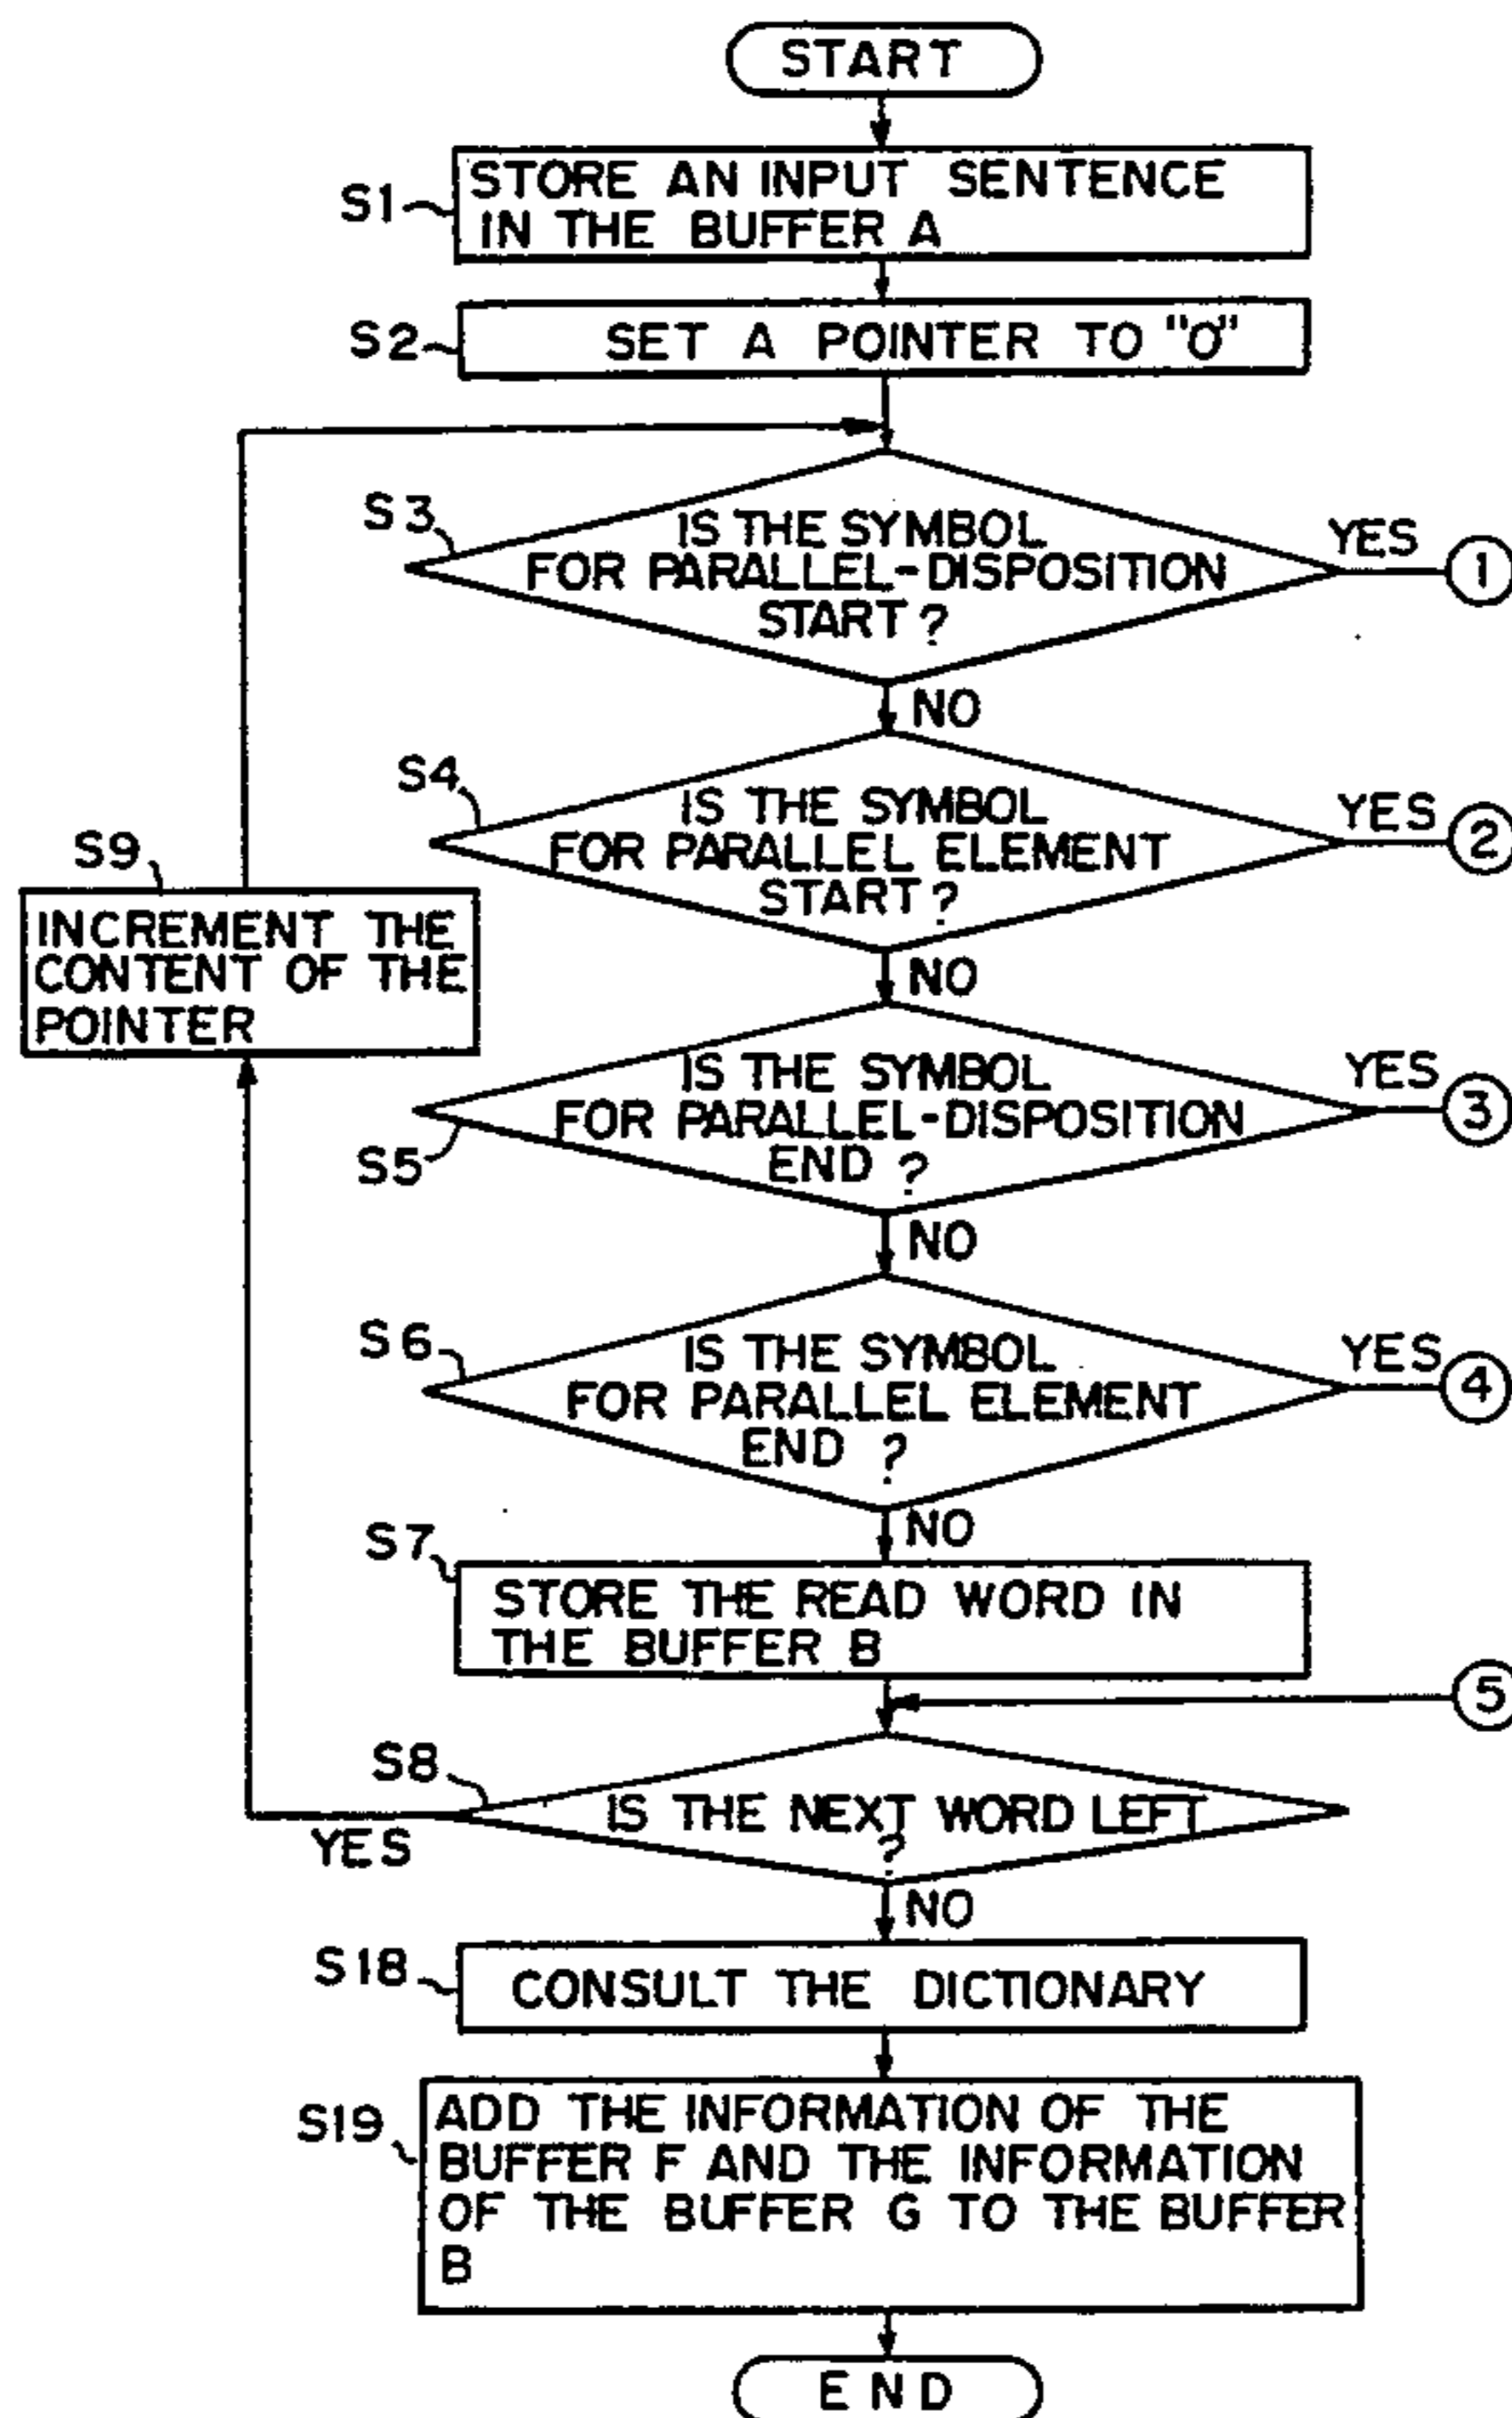 START
S1
STORE AN INPUT SENTENCE
IN THE BUFFER A
S2
SET A POINTER TO "0"
S3
IS THE SYMBOL
FOR PARALLEL-DISPOSITION
START?
YES
1
NO
S4
IS THE SYMBOL
FOR PARALLEL ELEMENT
START?
YES
2
NO
S9
INCREMENT THE
CONTENT OF THE
POINTER
S5
IS THE SYMBOL
FOR PARALLEL-DISPOSITION
END ?
YES
3
NO
S6
IS THE SYMBOL
FOR PARALLEL ELEMENT
END ?
YES
4
NO
S7
STORE THE READ WORD IN
THE BUFFER B
5
S8
IS THE NEXT WORD LEFT
?
YES
NO
S18
CONSULT THE DICTIONARY
S19
ADD THE INFORMATION OF THE
BUFFER F AND THE INFORMATION
OF THE BUFFER G TO THE BUFFER
B
END